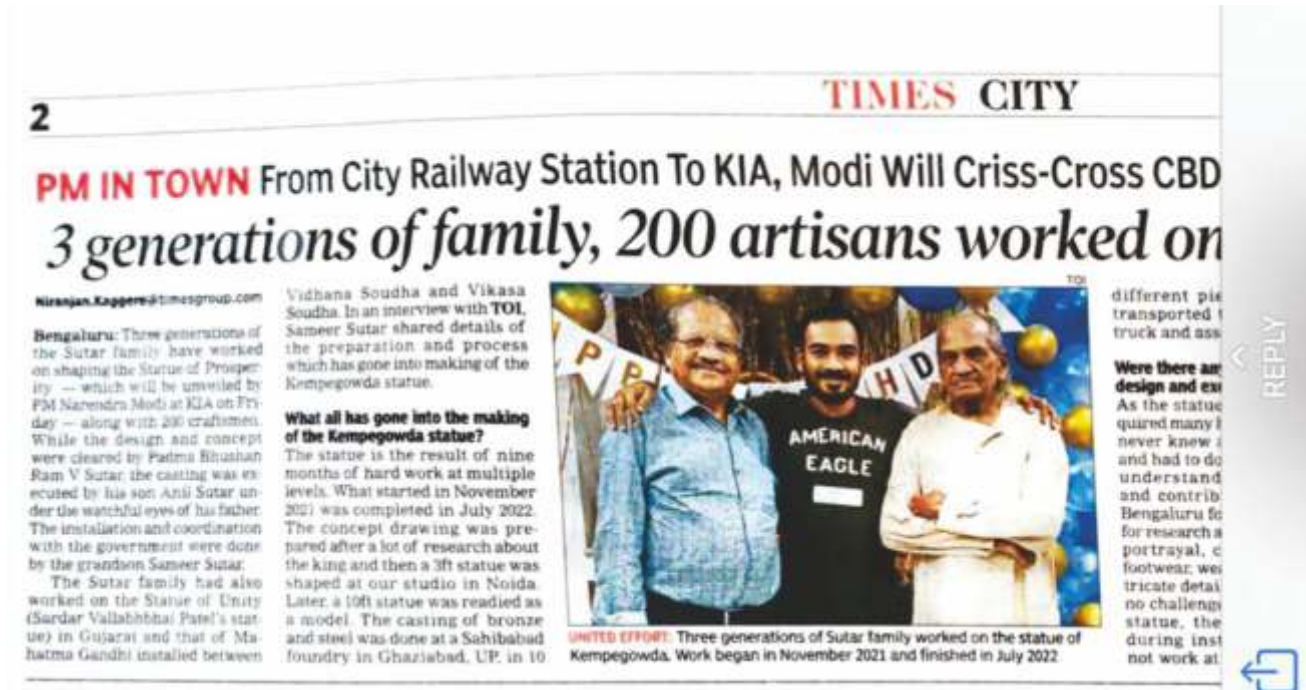 2
TIMES CITY
PM IN TOWN From City Railway Station To KIA, Modi Will Criss-Cross CBD
3 generations of family, 200 artisans worked on
Niranjan.Kaggere@timesgroup.com
Bengaluru: Three generations of
the Sutar family have worked
on shaping the Statue of Prosper-
ity — which will be unveiled by
PM Narendra Modi at KIA on Fri-
day — along with 200 craftsmen.
While the design and concept
were cleared by Padma Bhushan
Ram V Sutar, the casting was ex-
ecuted by his son Anil Sutar un-
der the watchful eyes of his father.
The installation and coordination
with the government were done
by the grandson Sameer Sutar.
The Sutar family had also
worked on the Statue of Unity
(Sardar Vallabhbhai Patel's stat-
ue) in Gujarat and that of Ma-
hatma Gandhi installed between
Vidhana Soudha and Vikasa
Soudha. In an interview with TOI,
Sameer Sutar shared details of
the preparation and process
which has gone into making of the
Kempegowda statue.
What all has gone into the making
of the Kempegowda statue?
The statue is the result of nine
months of hard work at multiple
levels. What started in November
2021 was completed in July 2022.
The concept drawing was pre-
pared after a lot of research about
the king and then a 3ft statue was
shaped at our studio in Noida.
Later, a 10ft statue was readied as
a model. The casting of bronze
and steel was done at a Sahibabad
foundry in Ghaziabad, UP, in 10
TOI
P P H D
AMERICAN
EAGLE
UNITED EFFORT: Three generations of Sutar family worked on the statue of
Kempegowda. Work began in November 2021 and finished in July 2022
different pie
transported t
truck and ass
Were there an
design and exe
As the statue
quired many h
never knew a
and had to do
understand
and contrib
Bengaluru fo
for research a
portrayal, c
footwear, wea
tricate detai
no challenge
statue, the
during inst
not work at
REPLY